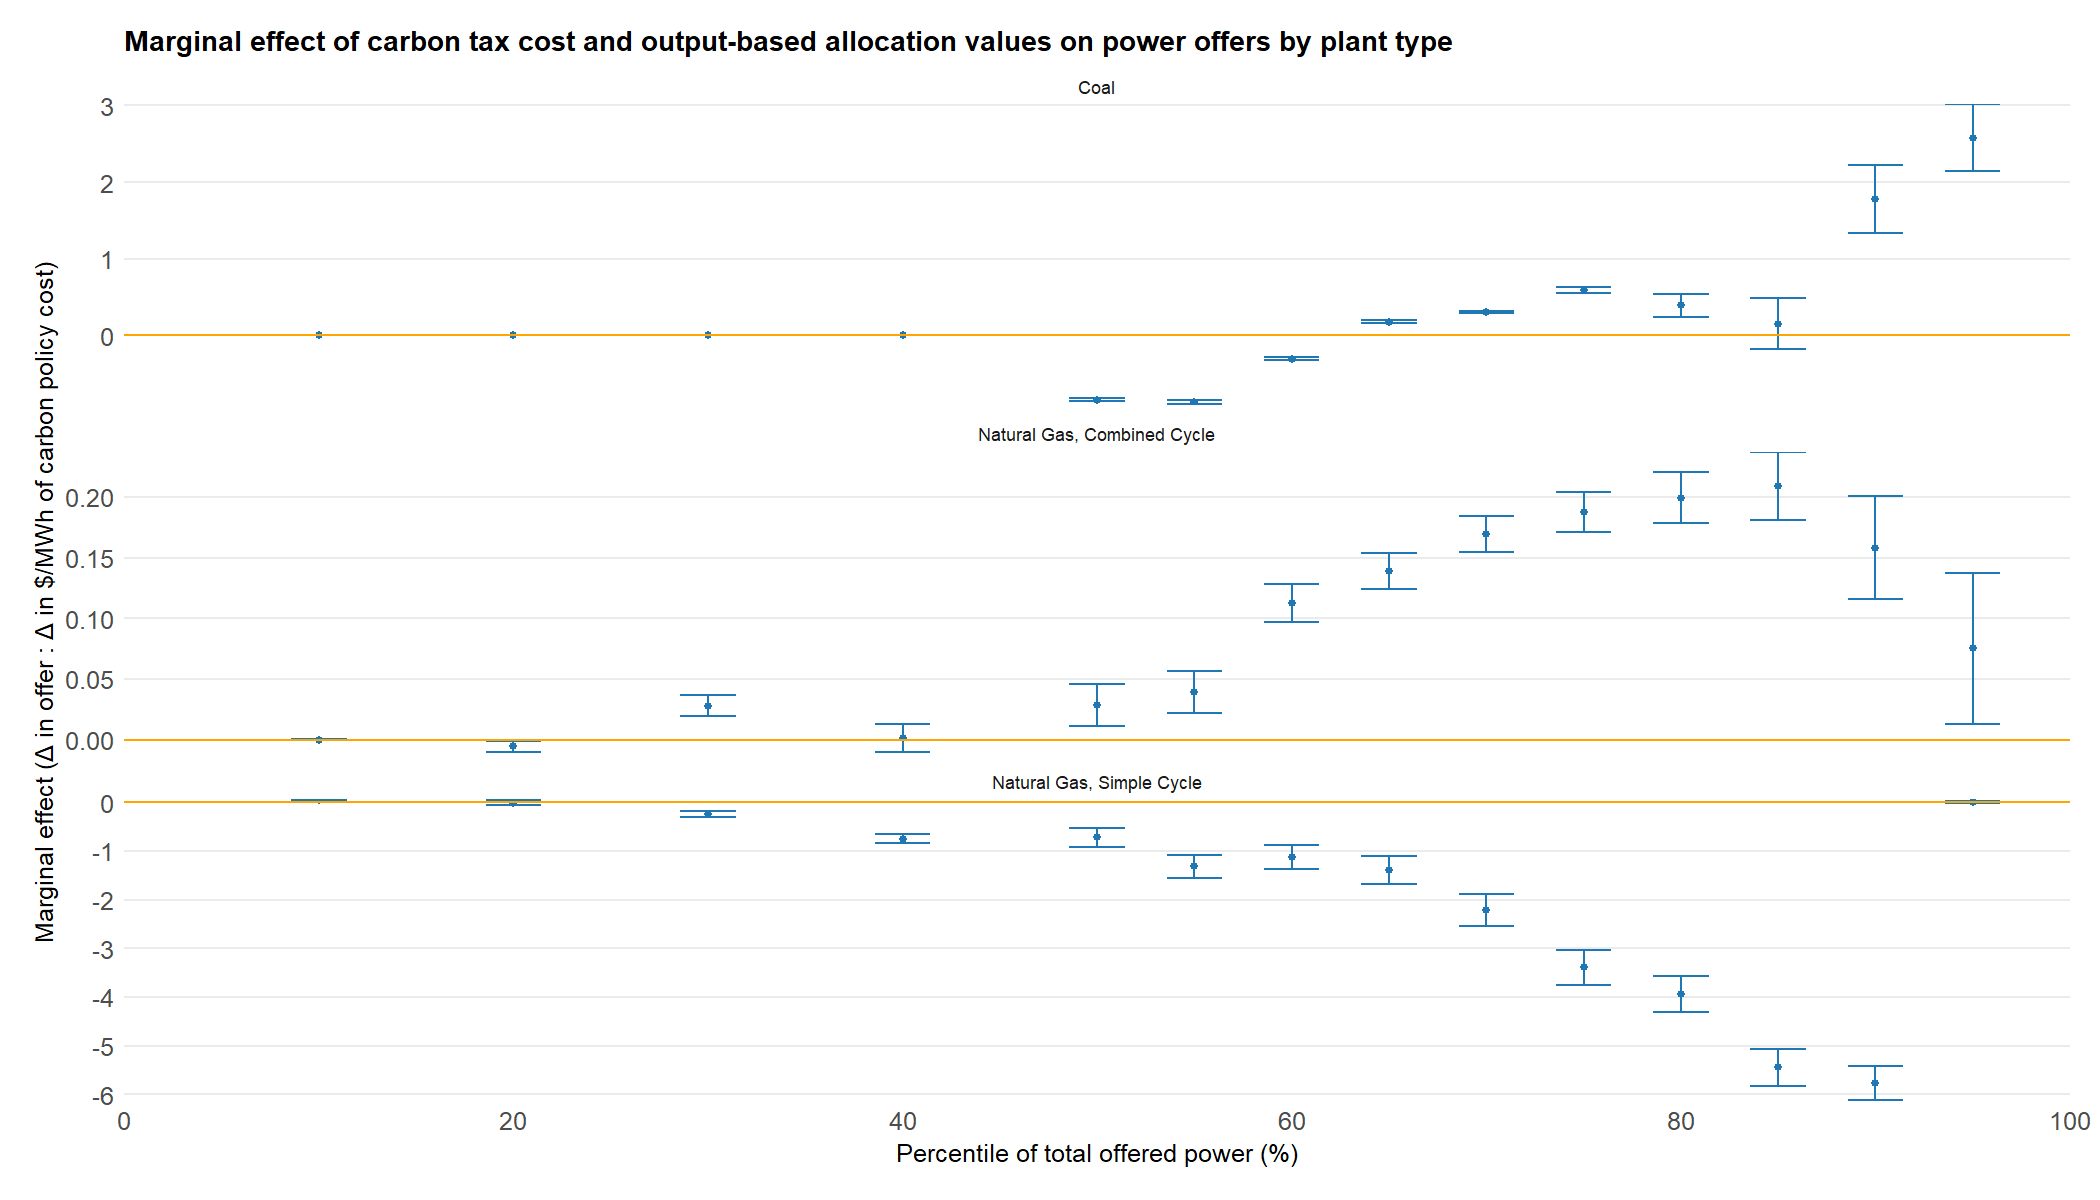 Marginal effect of carbon tax cost and output-based allocation values on power offers by plant type
Coal
3
2
1
0
Natural Gas, Combined Cycle
0.20
0.15
0.10
0.05
0.00
Natural Gas, Simple Cycle
0
-1
-2
-3
-4
-5
-6
0 20 40 60 80 100
Percentile of total offered power (%)
Marginal effect (Δ in offer : Δ in $/MWh of carbon policy cost)